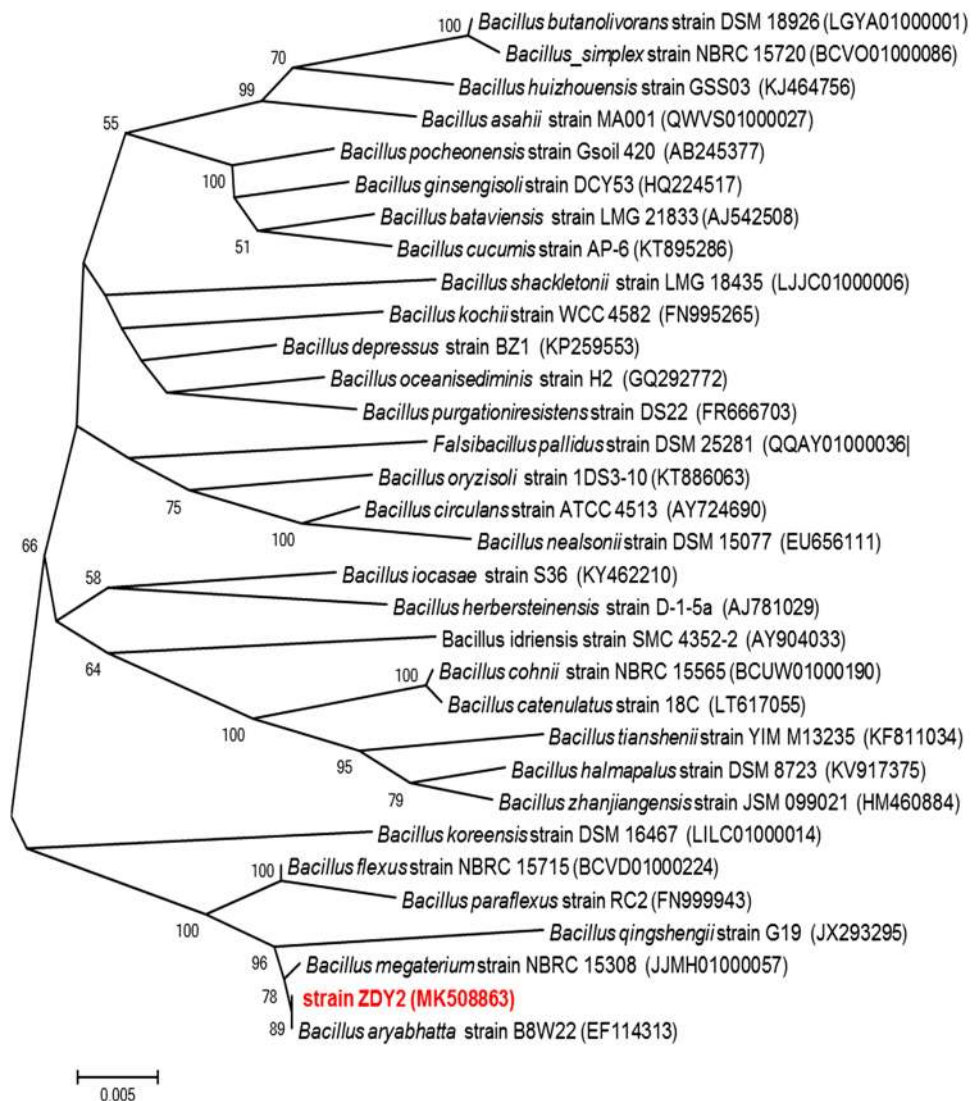 100 Bacillus butanolivorans strain DSM 18926 (LGYA01000001)
Bacillus_simplex strain NBRC 15720 (BCVO01000086)
70
Bacillus huizhouensis strain GSS03 (KJ464756)
99
Bacillus asahii strain MA001 (QWVS01000027)
55
Bacillus pocheonensis strain Gsoil 420 (AB245377)
100
Bacillus ginsengisoli strain DCY53 (HQ224517)
Bacillus bataviensis strain LMG 21833 (AJ542508)
51
Bacillus cucumis strain AP-6 (KT895286)
Bacillus shackletonii strain LMG 18435 (LJJC01000006)
Bacillus kochii strain WCC 4582 (FN995265)
Bacillus depressus strain BZ1 (KP259553)
Bacillus oceanisediminis strain H2 (GQ292772)
Bacillus purgationiresistens strain DS22 (FR666703)
Falsibacillus pallidus strain DSM 25281 (QQAY01000036|
Bacillus oryzisoli strain 1DS3-10 (KT886063)
75
Bacillus circulans strain ATCC 4513 (AY724690)
100
Bacillus nealsonii strain DSM 15077 (EU656111)
66
58
Bacillus iocasae strain S36 (KY462210)
Bacillus herbersteinensis strain D-1-5a (AJ781029)
Bacillus idriensis strain SMC 4352-2 (AY904033)
64
100 Bacillus cohnii strain NBRC 15565 (BCUW01000190)
Bacillus catenulatus strain 18C (LT617055)
100
Bacillus tianshenii strain YIM M13235 (KF811034)
95
Bacillus halmapalus strain DSM 8723 (KV917375)
79
Bacillus zhanjiangensis strain JSM 099021 (HM460884)
Bacillus koreensis strain DSM 16467 (LILC01000014)
100 Bacillus flexus strain NBRC 15715 (BCVD01000224)
Bacillus paraflexus strain RC2 (FN999943)
100
Bacillus qingshengii strain G19 (JX293295)
96
Bacillus megaterium strain NBRC 15308 (JJMH01000057)
78 strain ZDY2 (MK508863)
89 Bacillus aryabhatta strain B8W22 (EF114313)
0.005